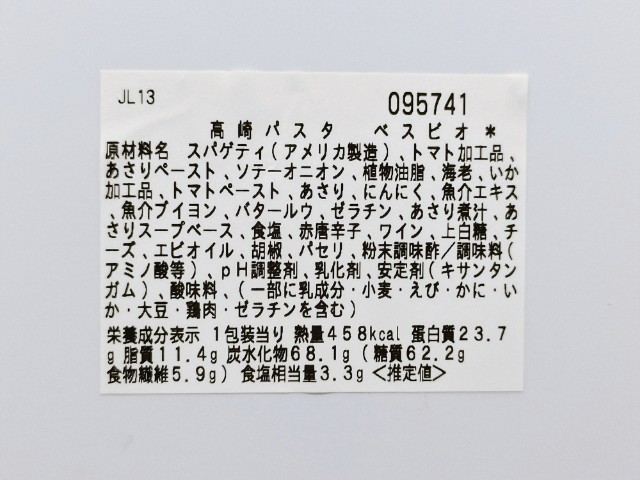 JL13 095741
高崎パスタ ベスビオ*
原材料名 スパゲティ(アメリカ製造)、トマト加工品、
あさりペースト、ソテーオニオン、植物油脂、海老、いか
加工品、トマトペースト、あさり、にんにく、魚介エキス
、魚介ブイヨン、バタールウ、ゼラチン、あさり煮汁、あ
さりスープベース、食塩、赤唐辛子、ワイン、上白糖、チ
ーズ、エビオイル、胡椒、パセリ、粉末調味酢/調味料(
アミノ酸等)、pH調整剤、乳化剤、安定剤(キサンタン
ガム)、酸味料、(一部に乳成分・小麦・えび・かに・い
か・大豆・鶏肉・ゼラチンを含む)
栄養成分表示 1包装当り 熱量458kcal 蛋白質23.7
g 脂質11.4g 炭水化物68.1g(糖質62.2g
食物繊維5.9g) 食塩相当量3.3g<推定値>